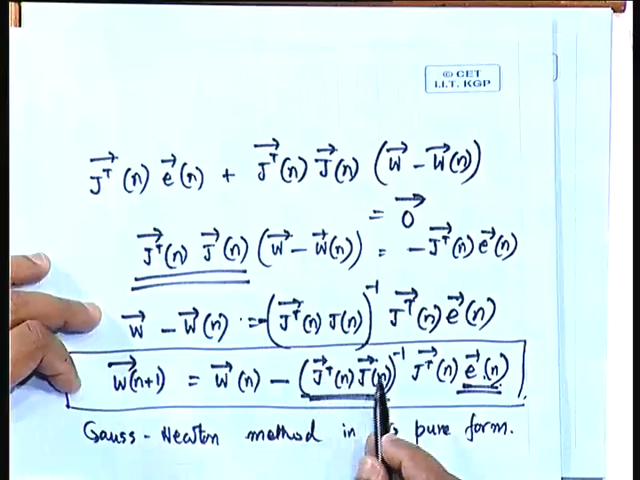 © CET
I.I.T. KGP
J⃗ᵀ(n) e⃗(n) + J⃗ᵀ(n) J⃗(n) (w⃗ - w⃗(n))
= 0⃗
J⃗ᵀ(n) J⃗(n) (w⃗ - w⃗(n)) = - J⃗ᵀ(n) e⃗(n)
w⃗ - w⃗(n) = - (J⃗ᵀ(n) J(n))⁻¹ J⃗ᵀ(n) e⃗(n)
w⃗(n+1) = w⃗(n) - (J⃗ᵀ(n) J⃗(n))⁻¹ J⃗ᵀ(n) e⃗(n)
Gauss-Newton method in pure form.